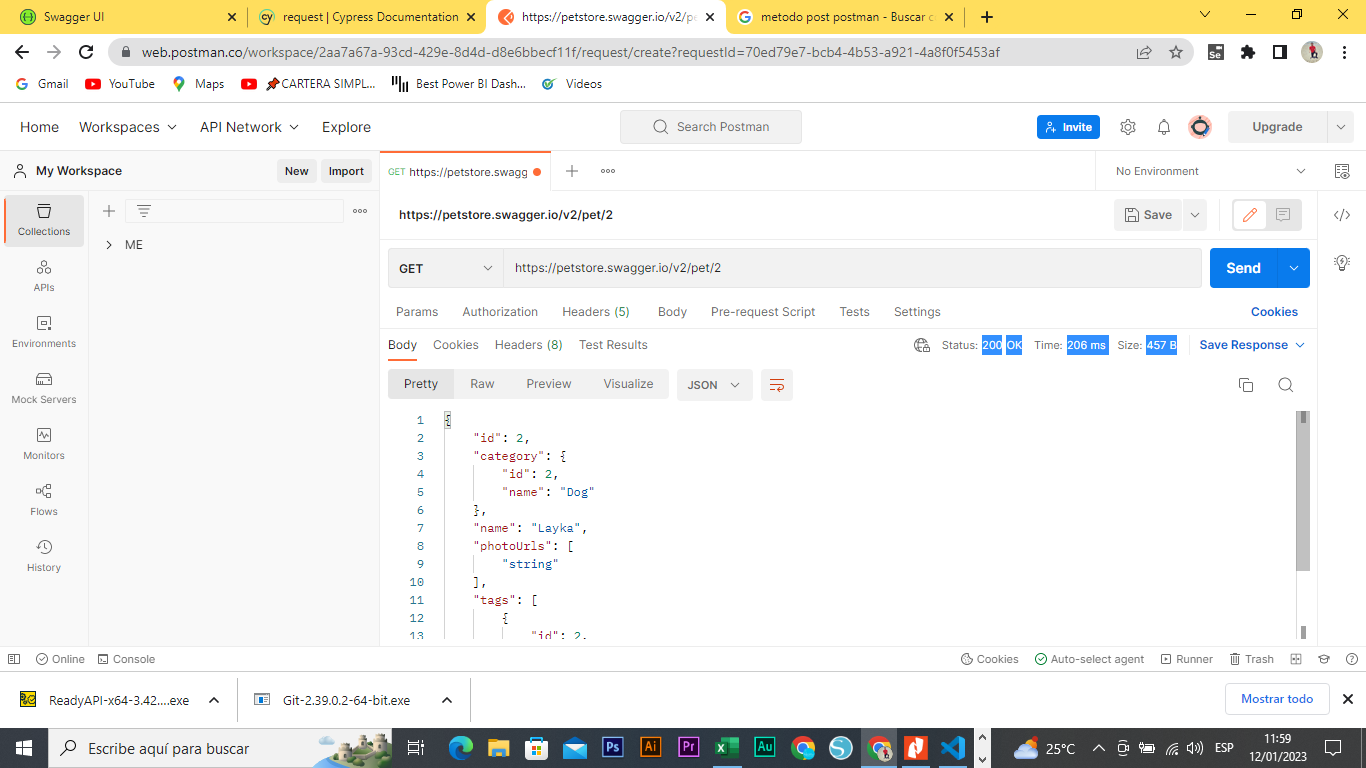 Swagger UI
request | Cypress Documentation
https://petstore.swagger.io/v2/pe
metodo post postman - Buscar c
web.postman.co/workspace/2aa7a67a-93cd-429e-8d4d-d8e6bbecf11f/request/create?requestId=70ed79e7-bcb4-4b53-a921-4a8f0f5453af
Gmail
YouTube
Maps
CARTERA SIMPL...
Best Power BI Dash...
Videos
Home
Workspaces
API Network
Explore
Search Postman
Invite
Upgrade
My Workspace
New
Import
GET https://petstore.swagg
No Environment
Collections
APIs
Environments
Mock Servers
Monitors
Flows
History
ME
https://petstore.swagger.io/v2/pet/2
Save
GET
https://petstore.swagger.io/v2/pet/2
Send
Params
Authorization
Headers (5)
Body
Pre-request Script
Tests
Settings
Cookies
Body
Cookies
Headers (8)
Test Results
Status: 200 OK
Time: 206 ms
Size: 457 B
Save Response
Pretty
Raw
Preview
Visualize
JSON
1 {
2 "id": 2,
3 "category": {
4 "id": 2,
5 "name": "Dog"
6 },
7 "name": "Layka",
8 "photoUrls": [
9 "string"
10 ],
11 "tags": [
12 {
13 "id": 2,
Online
Console
Cookies
Auto-select agent
Runner
Trash
ReadyAPI-x64-3.42....exe
Git-2.39.0.2-64-bit.exe
Mostrar todo
Escribe aquí para buscar
Ps
Ai
Pr
Au
25°C
ESP
11:59
12/01/2023